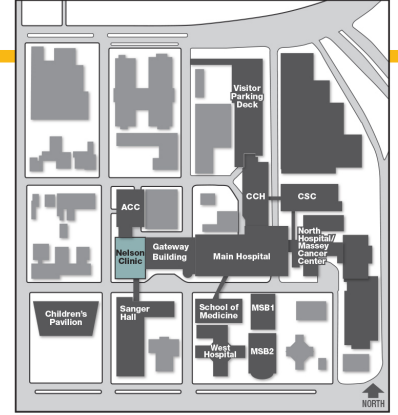 Visitor
Parking
Deck
ACC
CCH
CSC
Nelson
Clinic
Gateway
Building
Main Hospital
North
Hospital/
Massey
Cancer
Center
Children's
Pavilion
Sanger
Hall
School of
Medicine
MSB1
West
Hospital
MSB2
NORTH